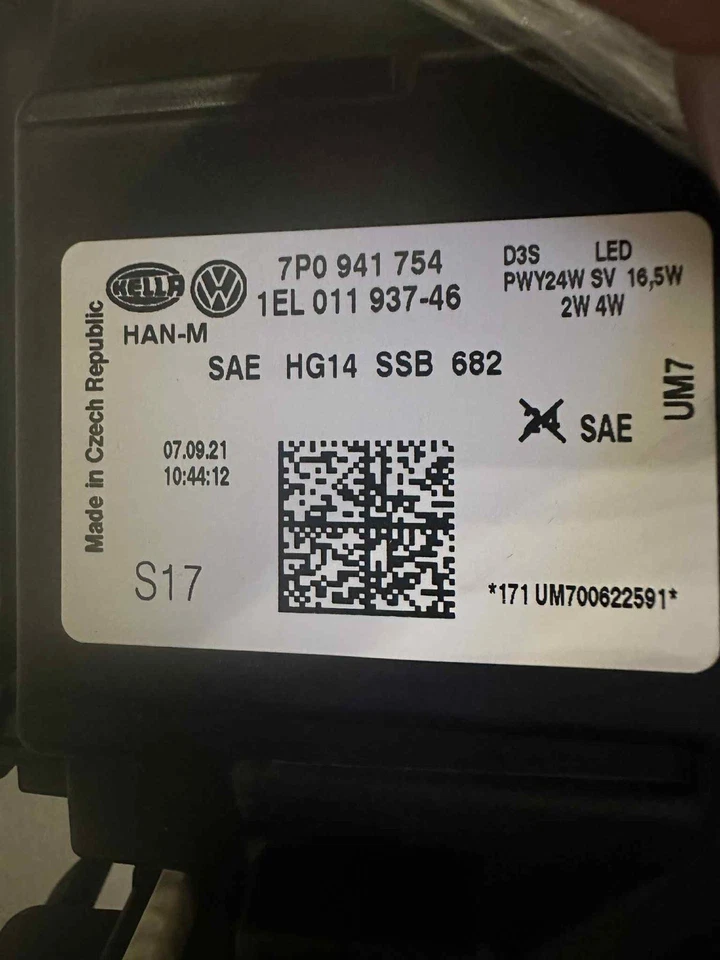 HELLA
VW
7P0 941 754
1EL 011 937-46
HAN-M
D3S LED
PWY24W SV 16,5W
2W 4W
SAE HG14 SSB 682
24 SAE
UM7
Made in Czech Republic
07.09.21
10:44:12
S17
*171 UM700622591*